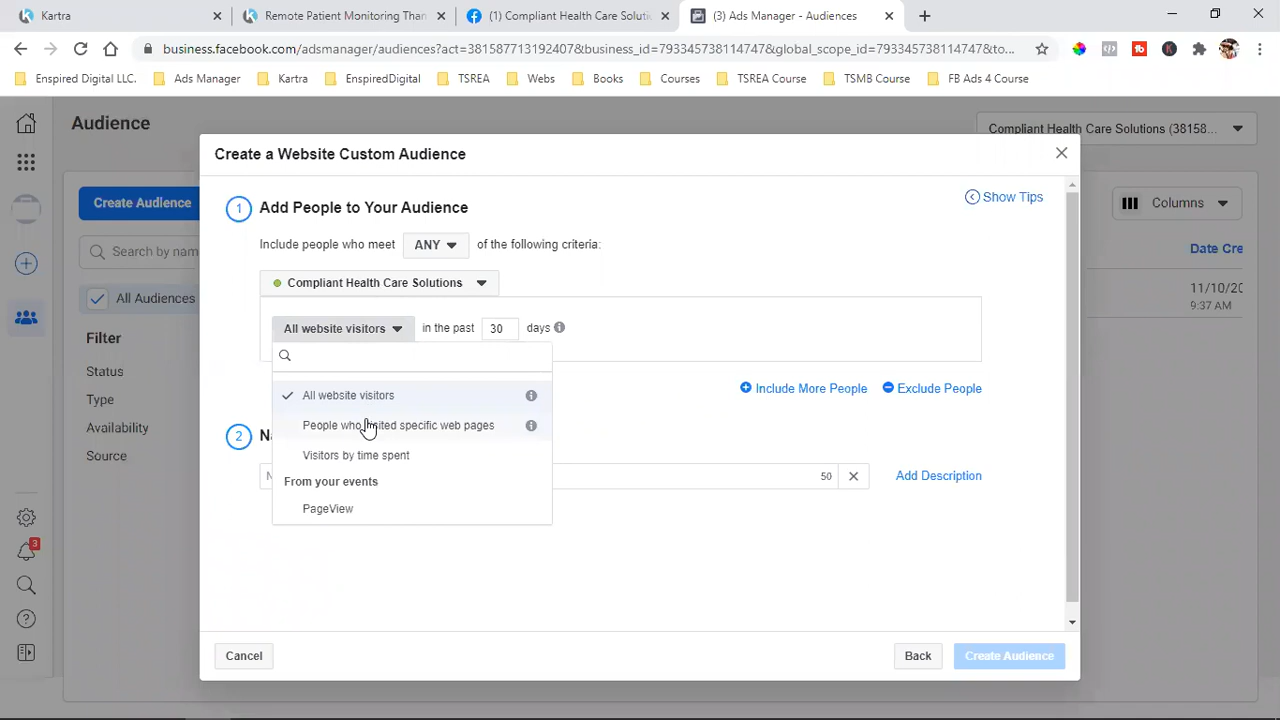 Kartra
Remote Patient Monitoring Than
(1) Compliant Health Care Soluti
(3) Ads Manager - Audiences
business.facebook.com/adsmanager/audiences?act=381587713192407&business_id=793345738114747&global_scope_id=793345738114747&to...
Enspired Digital LLC.
Ads Manager
Kartra
EnspiredDigital
TSREA
Webs
Books
Courses
TSREA Course
TSMB Course
FB Ads 4 Course
Audience
Compliant Health Care Solutions (38158...
Create a Website Custom Audience
Create Audience
Search by name
All Audiences
Filter
Status
Type
Availability
Source
3
Columns
Date Cre
11/10/20
9:37 AM
Show Tips
1 Add People to Your Audience
Include people who meet ANY of the following criteria:
Compliant Health Care Solutions
All website visitors in the past 30 days
All website visitors
People who visited specific web pages
Visitors by time spent
From your events
PageView
Include More People Exclude People
2 Na
N 50 Add Description
Cancel
Back
Create Audience